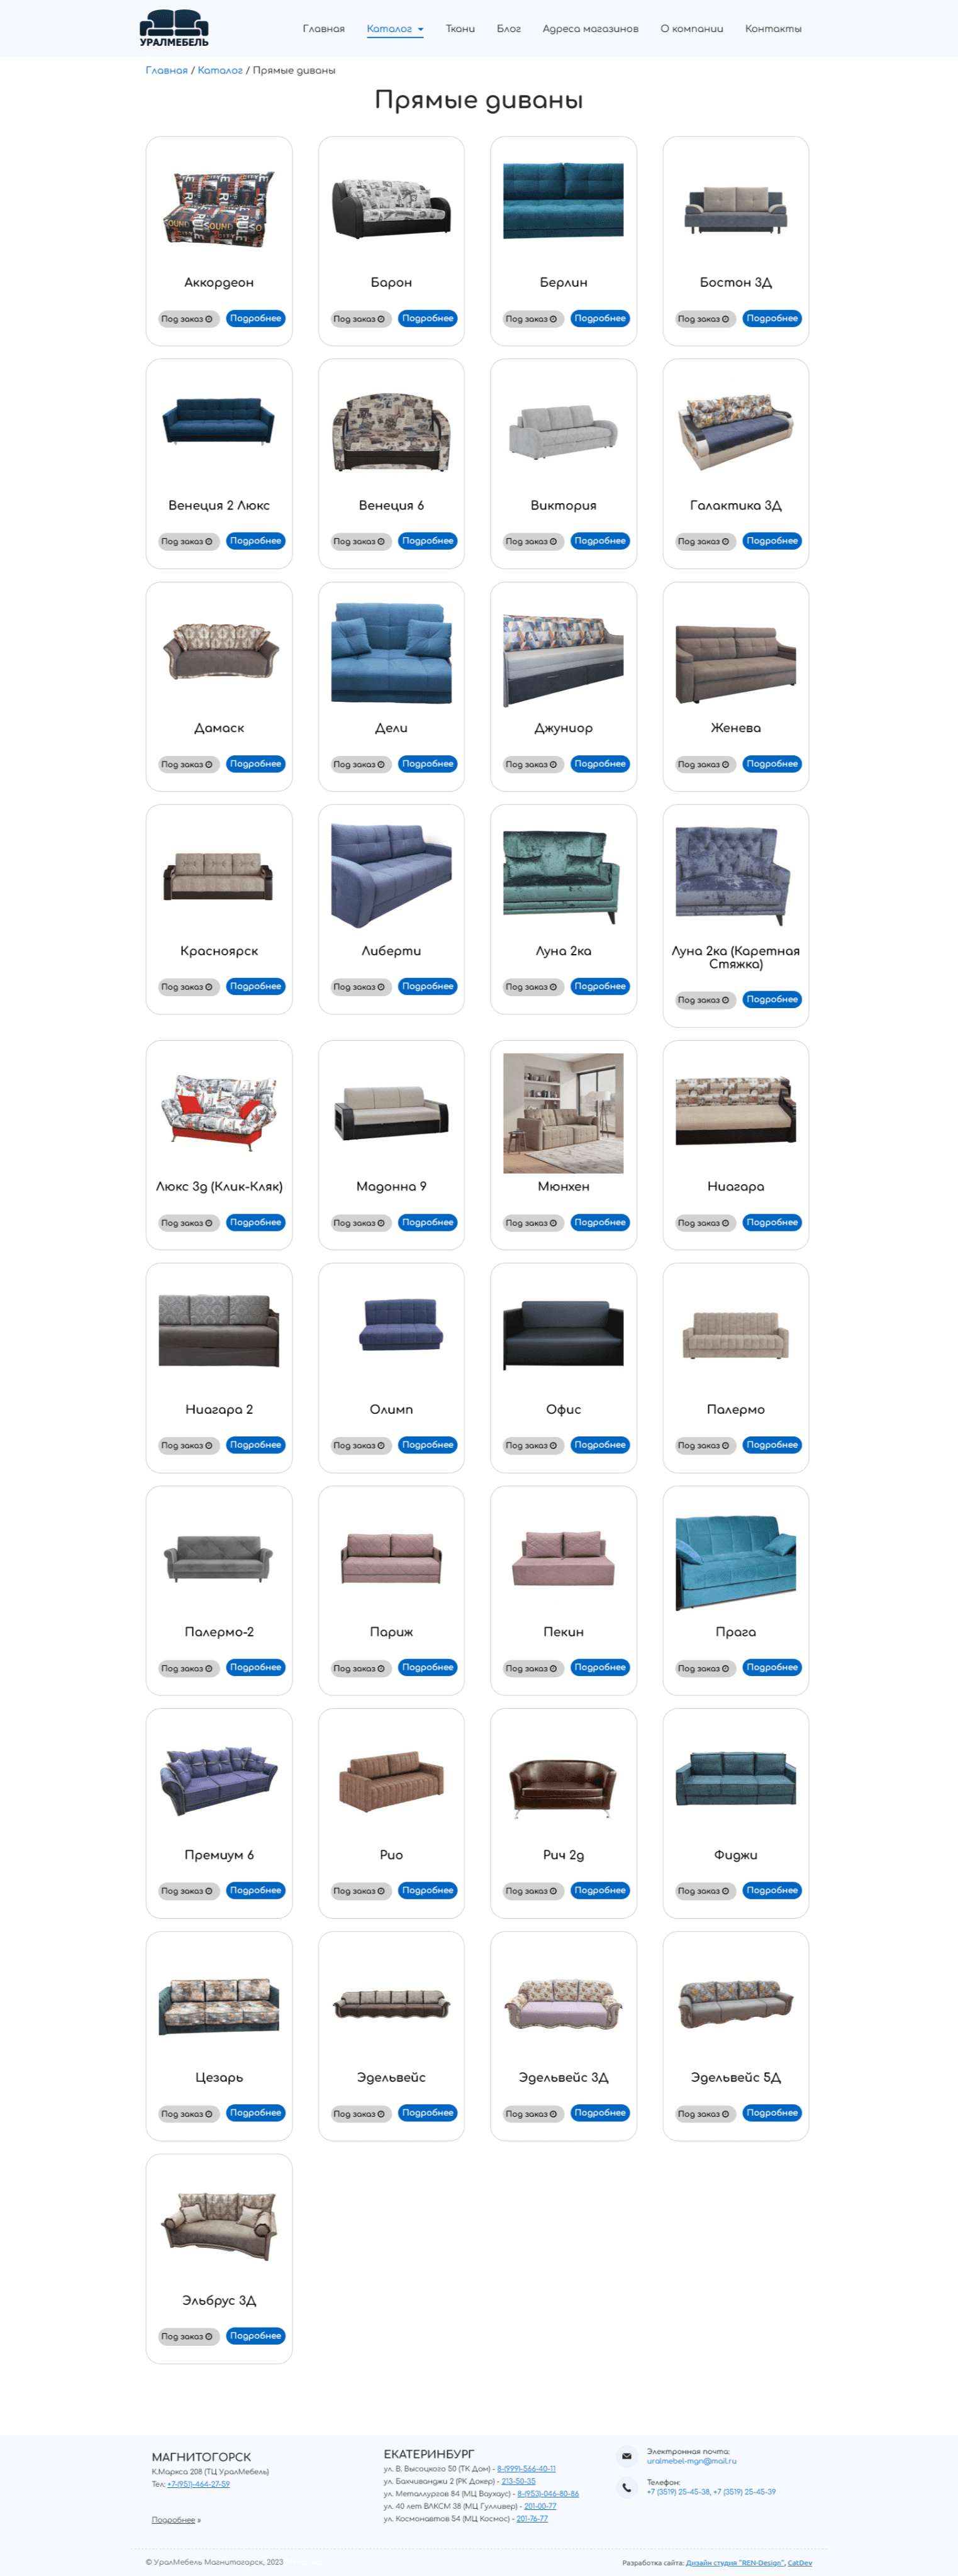 УРАЛМЕБЕЛЬ
Главная Каталог Ткани Блог Адреса магазинов О компании Контакты
Главная / Каталог / Прямые диваны
Прямые диваны
Аккордеон Барон Берлин Бостон 3Д
Под заказ Подробнее Под заказ Подробнее Под заказ Подробнее Под заказ Подробнее
Венеция 2 Люкс Венеция 6 Виктория Галактика 3Д
Под заказ Подробнее Под заказ Подробнее Под заказ Подробнее Под заказ Подробнее
Дамаск Дели Джуниор Женева
Под заказ Подробнее Под заказ Подробнее Под заказ Подробнее Под заказ Подробнее
Красноярск Либерти Луна 2ка Луна 2ка (Каретная
Стяжка)
Под заказ Подробнее Под заказ Подробнее Под заказ Подробнее Под заказ Подробнее
Люкс 3д (Клик-Кляк) Мадонна 9 Мюнхен Ниагара
Под заказ Подробнее Под заказ Подробнее Под заказ Подробнее Под заказ Подробнее
Ниагара 2 Олимп Офис Палермо
Под заказ Подробнее Под заказ Подробнее Под заказ Подробнее Под заказ Подробнее
Палермо-2 Париж Пекин Прага
Под заказ Подробнее Под заказ Подробнее Под заказ Подробнее Под заказ Подробнее
Премиум 6 Рио Рич 2д Фиджи
Под заказ Подробнее Под заказ Подробнее Под заказ Подробнее Под заказ Подробнее
Цезарь Эдельвейс Эдельвейс 3Д Эдельвейс 5Д
Под заказ Подробнее Под заказ Подробнее Под заказ Подробнее Под заказ Подробнее
Эльбрус 3Д
Под заказ Подробнее
МАГНИТОГОРСК
К.Маркса 208 (ТЦ УралМебель)
Тел: +7-(951)-464-27-59
Подробнее »
ЕКАТЕРИНБУРГ
ул. В. Высоцкого 50 (ТК Дом) - 8-(999)-566-40-11
ул. Бахчиванджи 2 (РК Докер) - 213-50-35
ул. Металлургов 84 (МЦ Ваухаус) - 8-(953)-046-80-86
ул. 40 лет ВЛКСМ 38 (МЦ Гулливер) - 201-00-77
ул. Космонавтов 54 (МЦ Космос) - 201-76-77
Электронная почта:
uralmebel-mgn@mail.ru
Телефон:
+7 (3519) 25-45-38, +7 (3519) 25-45-39
© УралМебель Магнитогорск, 2023
Разработка сайта: Дизайн студия "REN-Design", CatDev